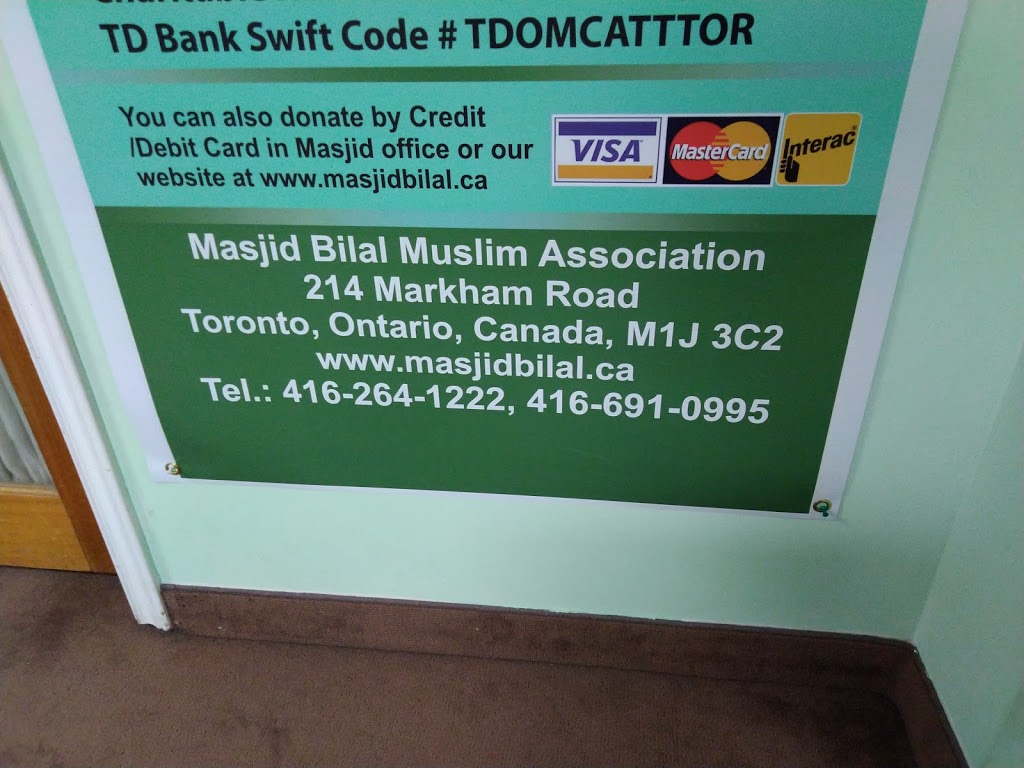 TD Bank Swift Code # TDOMCATTTOR
You can also donate by Credit
/Debit Card in Masjid office or our
website at www.masjidbilal.ca
VISA
MasterCard
Interac
Masjid Bilal Muslim Association
214 Markham Road
Toronto, Ontario, Canada, M1J 3C2
www.masjidbilal.ca
Tel.: 416-264-1222, 416-691-0995